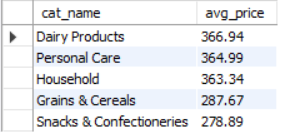 cat_name avg_price
Dairy Products 366.94
Personal Care 364.99
Household 363.34
Grains & Cereals 287.67
Snacks & Confectioneries 278.89